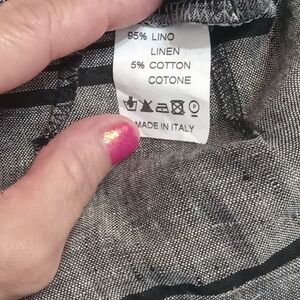 95% LINO
LINEN
5% COTTON
COTONE
MADE IN ITALY